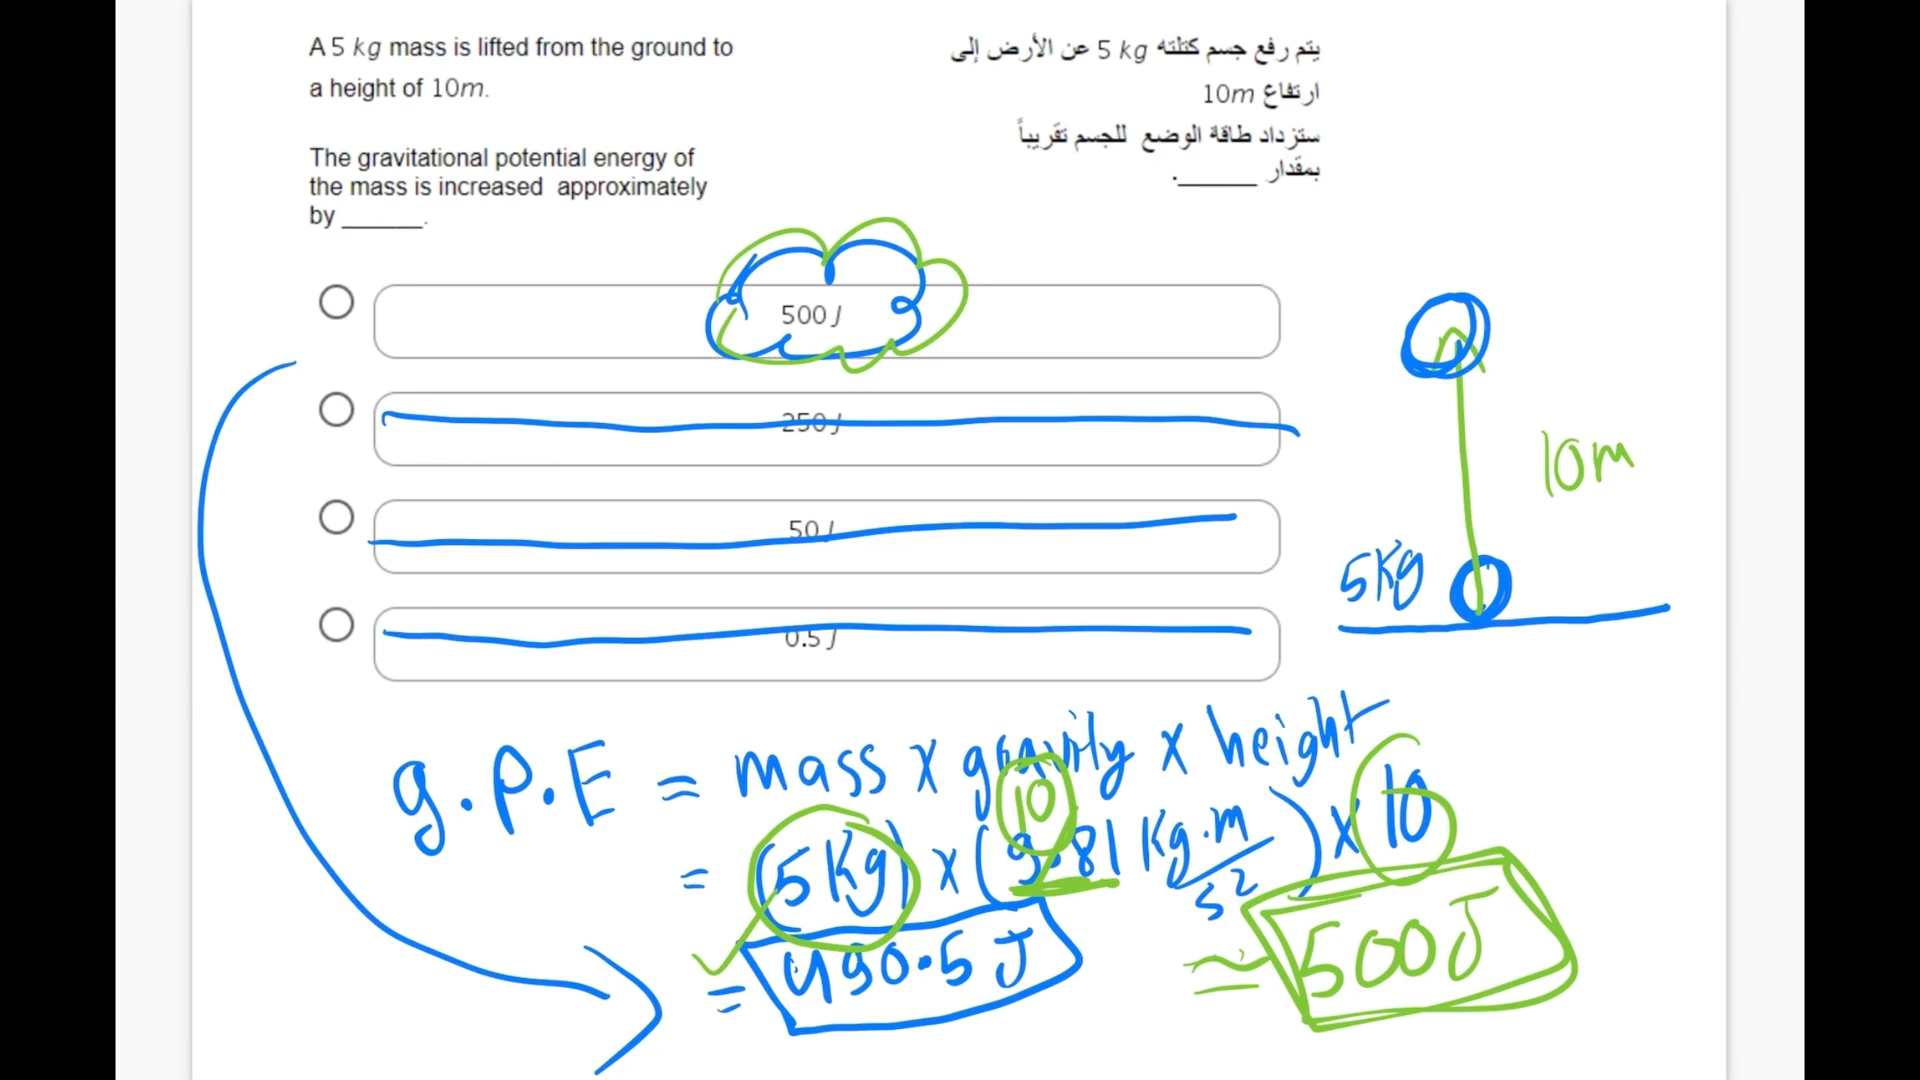 A 5 kg mass is lifted from the ground to
a height of 10m.
The gravitational potential energy of
the mass is increased approximately
by ______.
يتم رفع جسم كتلته 5 kg عن الأرض إلى
ارتفاع 10m
ستزداد طاقة الوضع للجسم تقريباً
بمقدار ______.
500 J
250 J
50 J
0.5 J
10m
5Kg
g.P.E = mass x gravity x height
10
= (5Kg) x (9.81 Kg.m/s2) x 10
= 490.5 J
≈ 500J